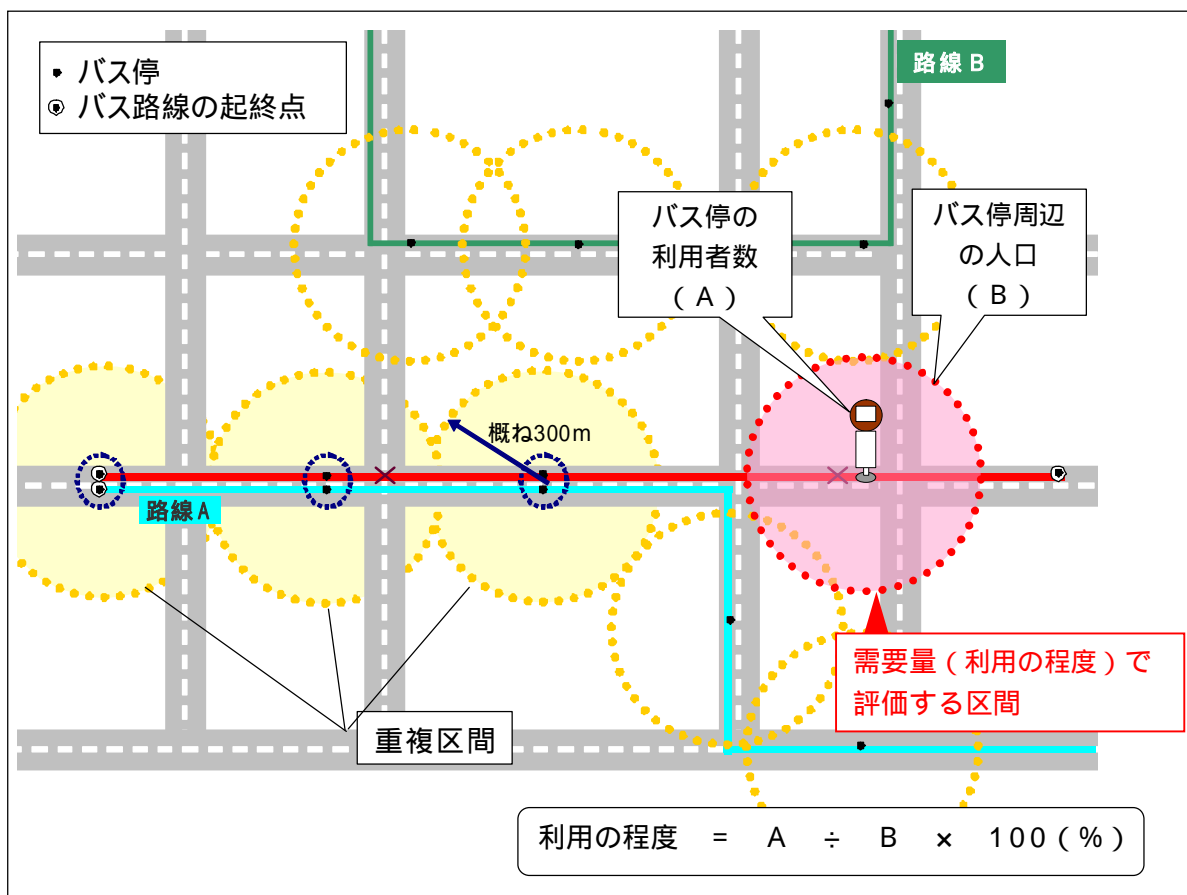 バス停
バス路線の起終点
路線B
バス停の
利用者数
(A)
バス停周辺
の人口
(B)
概ね300m
路線A
重複区間
需要量(利用の程度)で
評価する区間
利用の程度 = A ÷ B × 100(%)